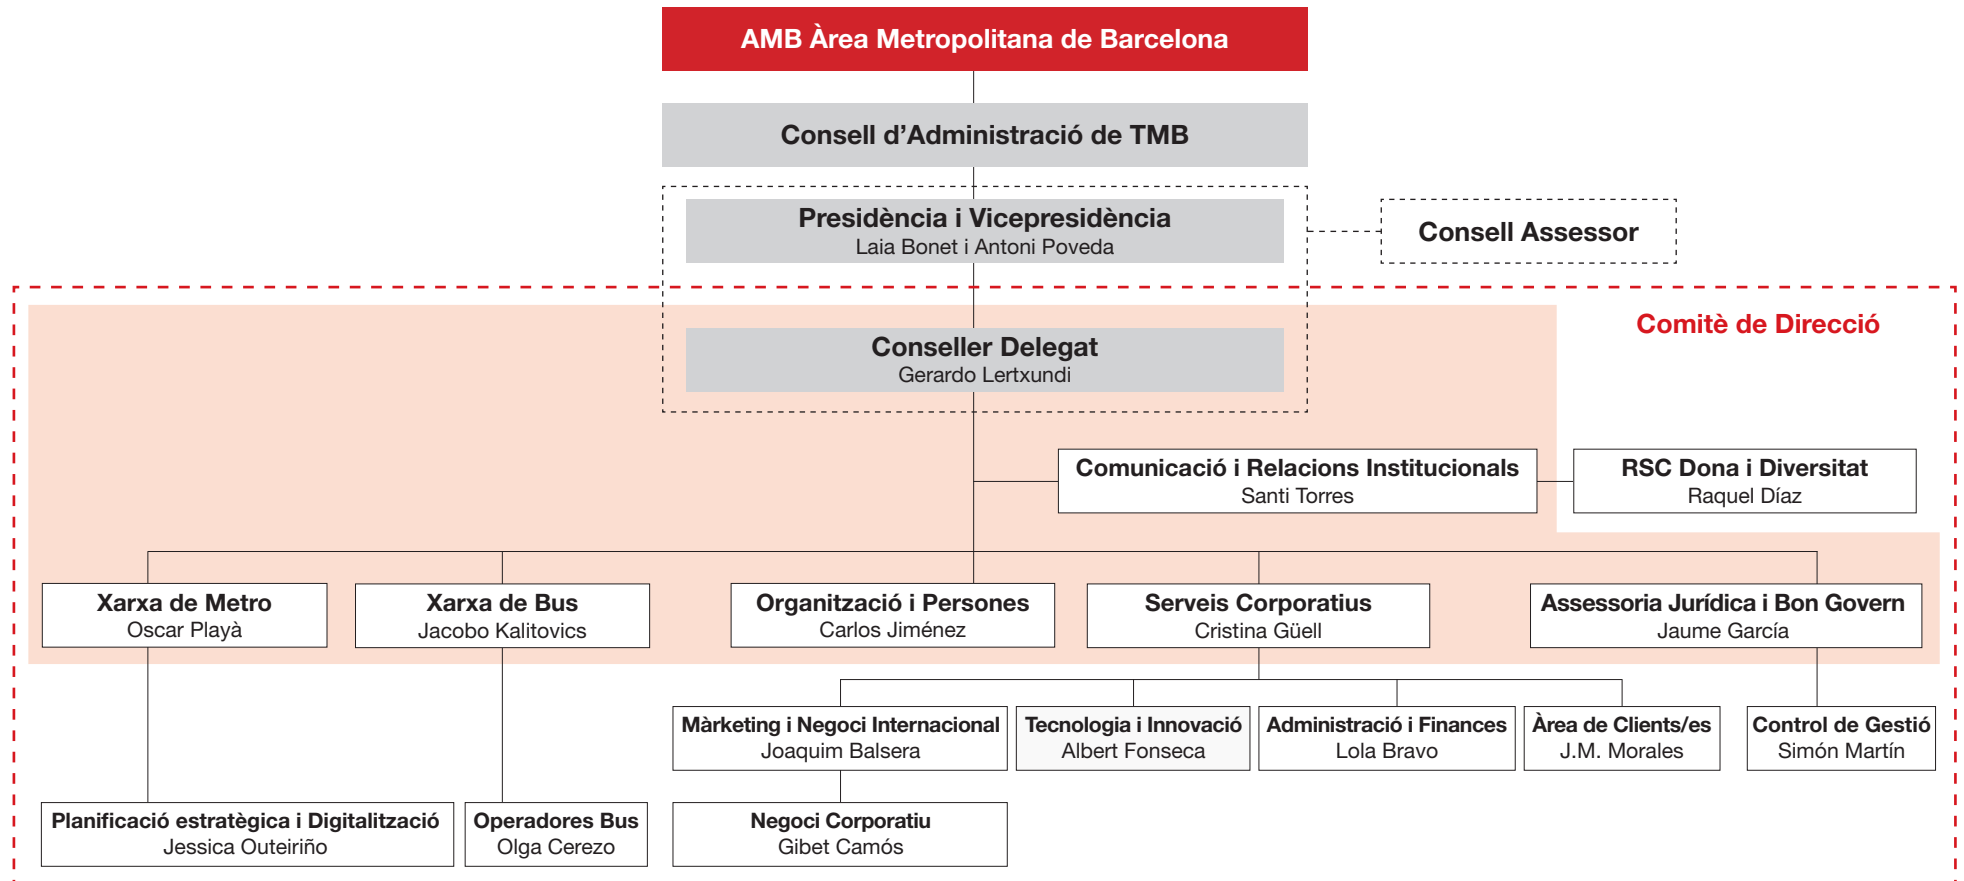 AMB Àrea Metropolitana de Barcelona
Consell d’Administració de TMB
Presidència i Vicepresidència
Laia Bonet i Antoni Poveda
Consell Assessor
Comitè de Direcció
Conseller Delegat
Gerardo Lertxundi
Comunicació i Relacions Institucionals
Santi Torres
RSC Dona i Diversitat
Raquel Díaz
Xarxa de Metro
Oscar Playà
Xarxa de Bus
Jacobo Kalitovics
Organització i Persones
Carlos Jiménez
Serveis Corporatius
Cristina Güell
Assessoria Jurídica i Bon Govern
Jaume García
Màrketing i Negoci Internacional
Joaquim Balsera
Tecnologia i Innovació
Albert Fonseca
Administració i Finances
Lola Bravo
Àrea de Clients/es
J.M. Morales
Control de Gestió
Simón Martín
Planificació estratègica i Digitalització
Jessica Outeiriño
Operadores Bus
Olga Cerezo
Negoci Corporatiu
Gibet Camós